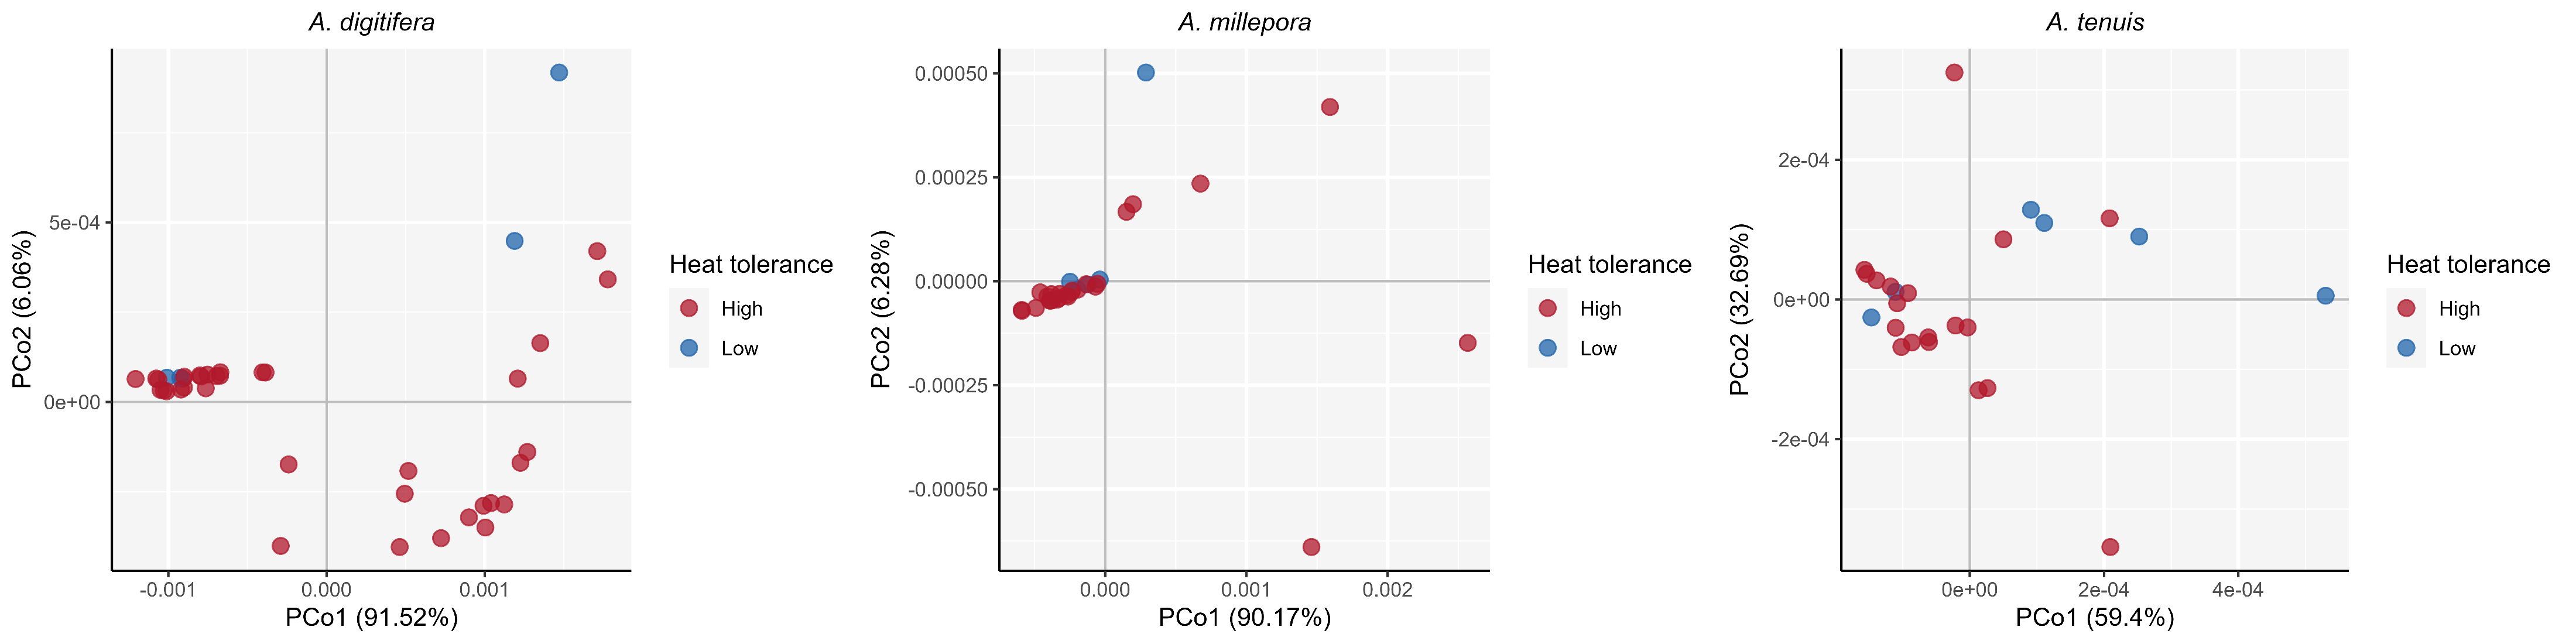 A. digitifera
5e-04
0e+00
PCo2 (6.06%)
-0.001
0.000
0.001
PCo1 (91.52%)
Heat tolerance
High
Low
A. millepora
0.00050
0.00025
0.00000
-0.00025
-0.00050
PCo2 (6.28%)
0.000
0.001
0.002
PCo1 (90.17%)
Heat tolerance
High
Low
A. tenuis
2e-04
0e+00
-2e-04
PCo2 (32.69%)
0e+00
2e-04
4e-04
PCo1 (59.4%)
Heat tolerance
High
Low